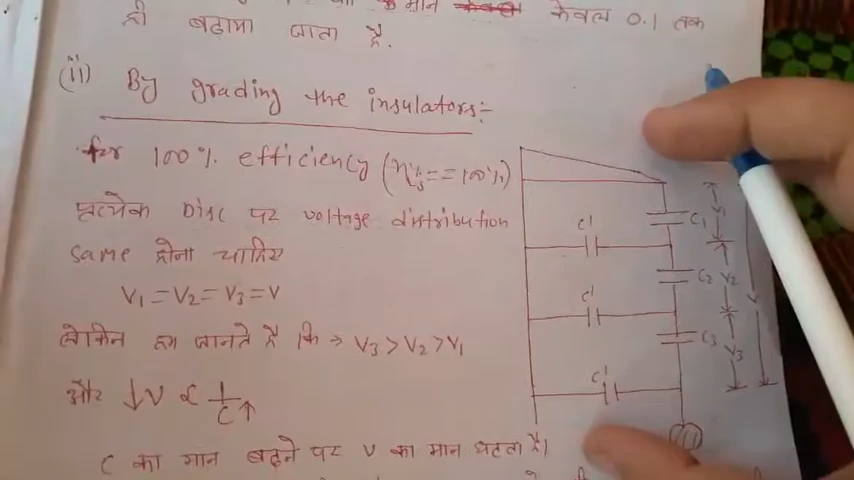 मान केवल 0.1 तक
ही बढ़ाया जाता है.
(ii) By grading the insulators:-
for 100% efficiency (η% = = 100%)
प्रत्येक Disc पर voltage distribution
same होना चाहिए
V1 = V2 = V3 = V
लेकिन हम जानते है कि → V3 > V2 > V1
और ↓V ∝ 1/C↑
C का मान बढ़ने पर V का मान घटता है।
C1 V1
C'
C2 V2
C'
V
C3 V3
C'